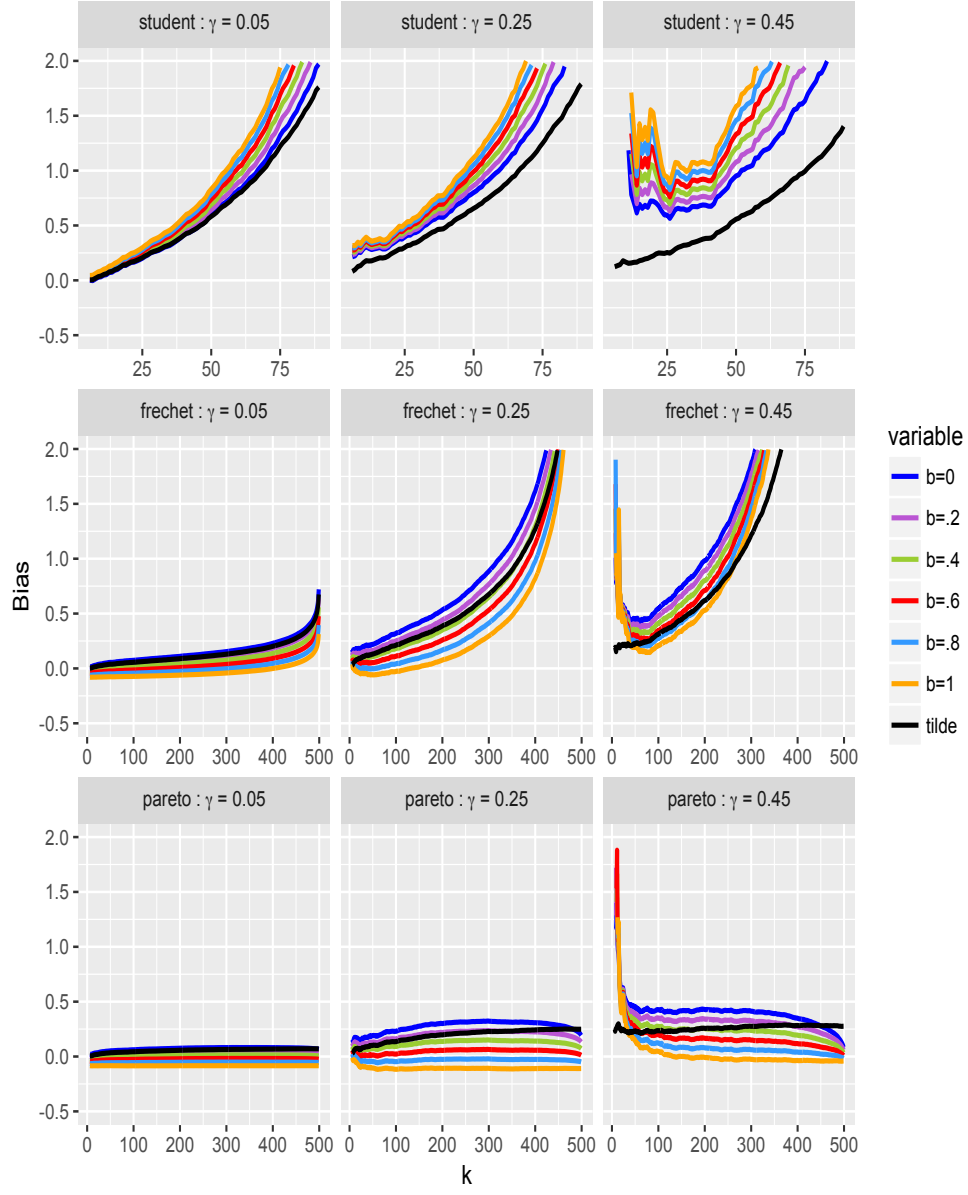 student : γ = 0.05 student : γ = 0.25 student : γ = 0.45
2.0
1.5
1.0
0.5
0.0
-0.5
25 50 75 25 50 75 25 50 75
frechet : γ = 0.05 frechet : γ = 0.25 frechet : γ = 0.45
2.0
1.5
1.0
0.5
0.0
-0.5
0 100 200 300 400 500 0 100 200 300 400 500 0 100 200 300 400 500
pareto : γ = 0.05 pareto : γ = 0.25 pareto : γ = 0.45
2.0
1.5
1.0
0.5
0.0
-0.5
0 100 200 300 400 500 0 100 200 300 400 500 0 100 200 300 400 500
Bias
k
variable
b=0
b=.2
b=.4
b=.6
b=.8
b=1
tilde